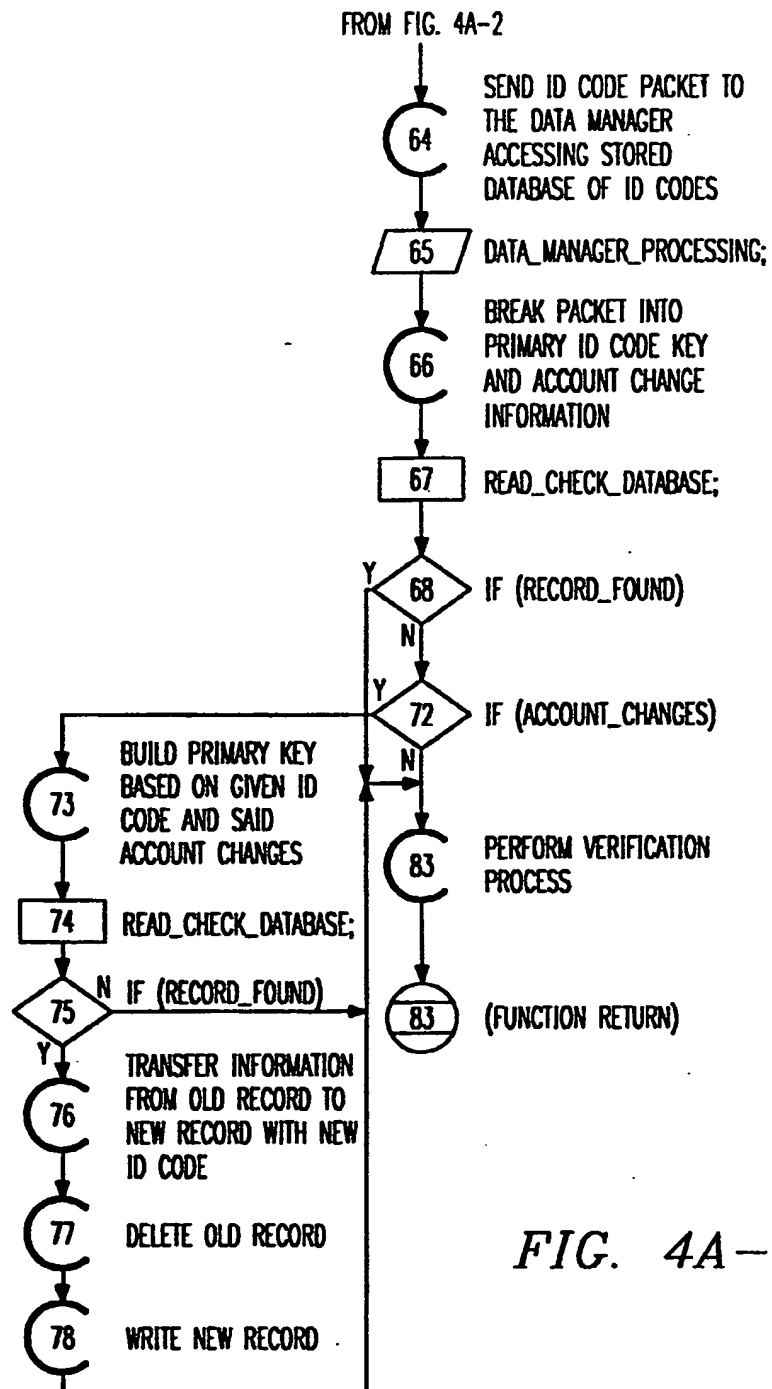 FROM FIG. 4A-2
64
SEND ID CODE PACKET TO
THE DATA MANAGER
ACCESSING STORED
DATABASE OF ID CODES
65
DATA_MANAGER_PROCESSING;
66
BREAK PACKET INTO
PRIMARY ID CODE KEY
AND ACCOUNT CHANGE
INFORMATION
67
READ_CHECK_DATABASE;
Y
68
IF (RECORD_FOUND)
N
Y
72
IF (ACCOUNT_CHANGES)
N
73
BUILD PRIMARY KEY
BASED ON GIVEN ID
CODE AND SAID
ACCOUNT CHANGES
83
PERFORM VERIFICATION
PROCESS
74
READ_CHECK_DATABASE;
75
N
IF (RECORD_FOUND)
Y
83
(FUNCTION RETURN)
76
TRANSFER INFORMATION
FROM OLD RECORD TO
NEW RECORD WITH NEW
ID CODE
77
DELETE OLD RECORD
78
WRITE NEW RECORD
FIG. 4A-